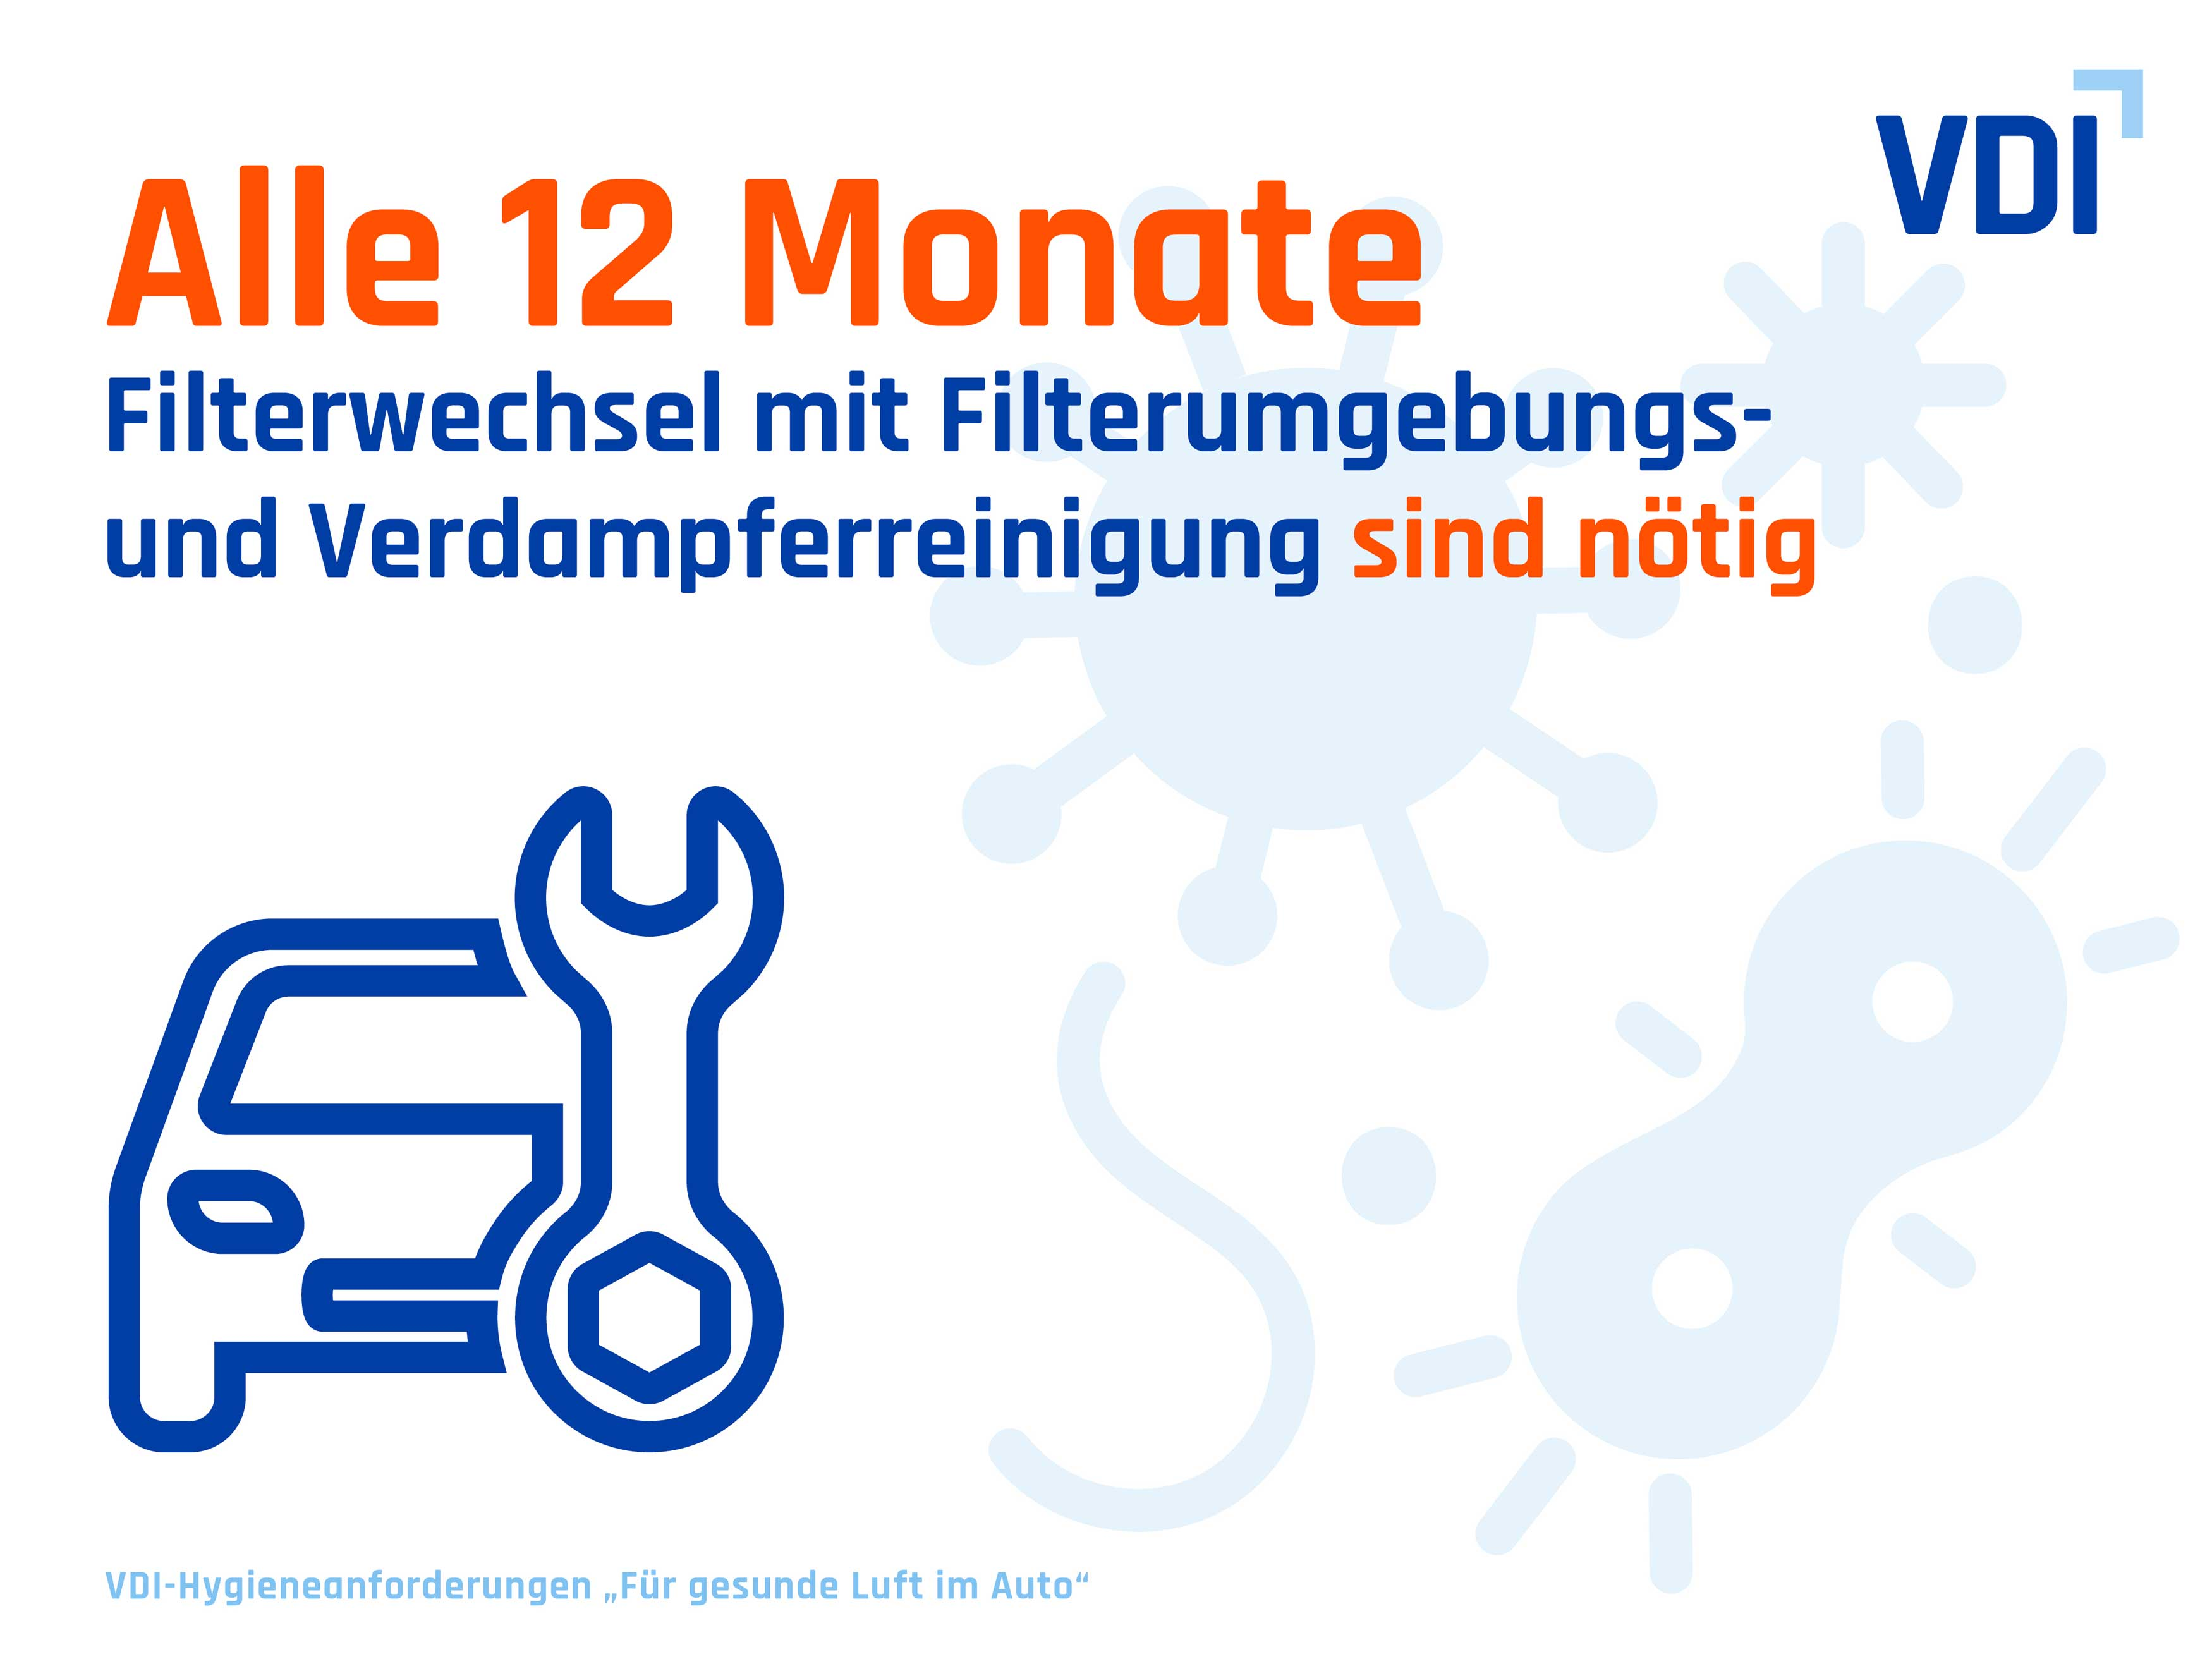 VDI
Alle 12 Monate
Filterwechsel mit Filterumgebungs-
und Verdampferreinigung sind nötig
VDI-Hygieneanforderungen „Für gesunde Luft im Auto“